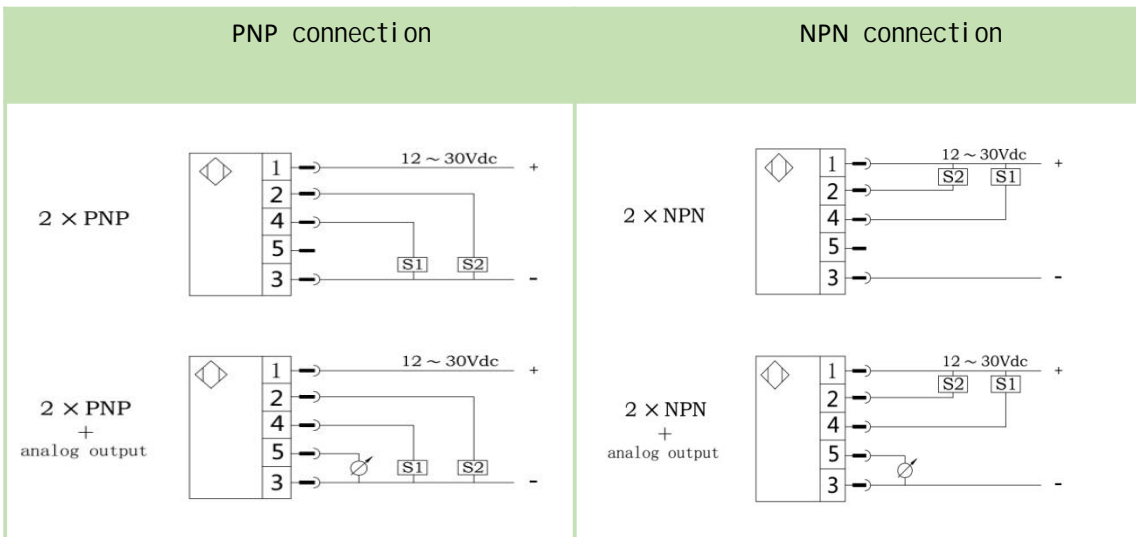 PNP connection
NPN connection
2 × PNP
1
2
4
5
3
12 ~ 30Vdc
+
S1
S2
-
2 × NPN
1
2
4
5
3
12 ~ 30Vdc
+
S2
S1
-
2 × PNP
+
analog output
1
2
4
5
3
12 ~ 30Vdc
+
S1
S2
-
2 × NPN
+
analog output
1
2
4
5
3
12 ~ 30Vdc
+
S2
S1
-